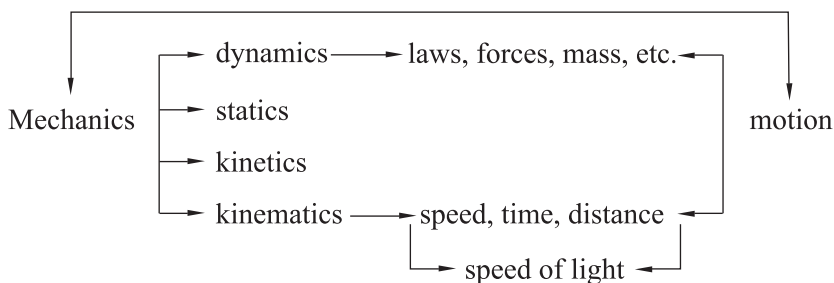 dynamics laws, forces, mass, etc.
Mechanics statics motion
kinetics
kinematics speed, time, distance
speed of light